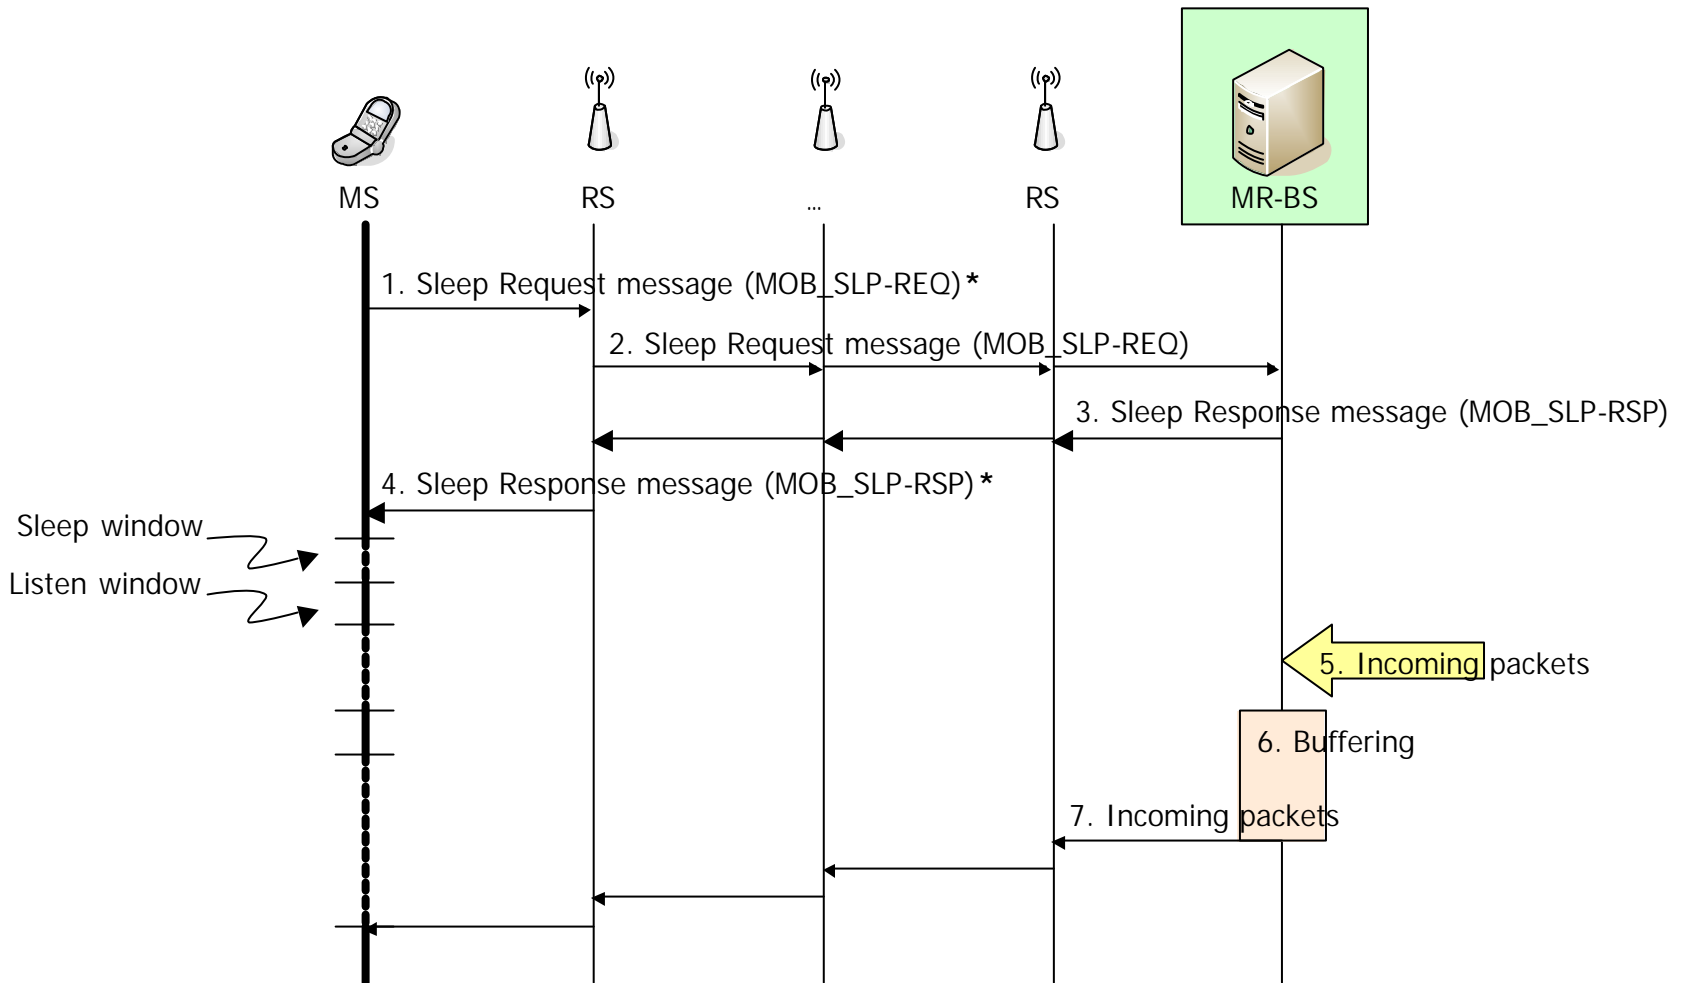 MS
RS
...
RS
MR-BS
1. Sleep Request message (MOB_SLP-REQ)*
2. Sleep Request message (MOB_SLP-REQ)
3. Sleep Response message (MOB_SLP-RSP)
4. Sleep Response message (MOB_SLP-RSP)*
Sleep window
Listen window
5. Incoming packets
6. Buffering
7. Incoming packets